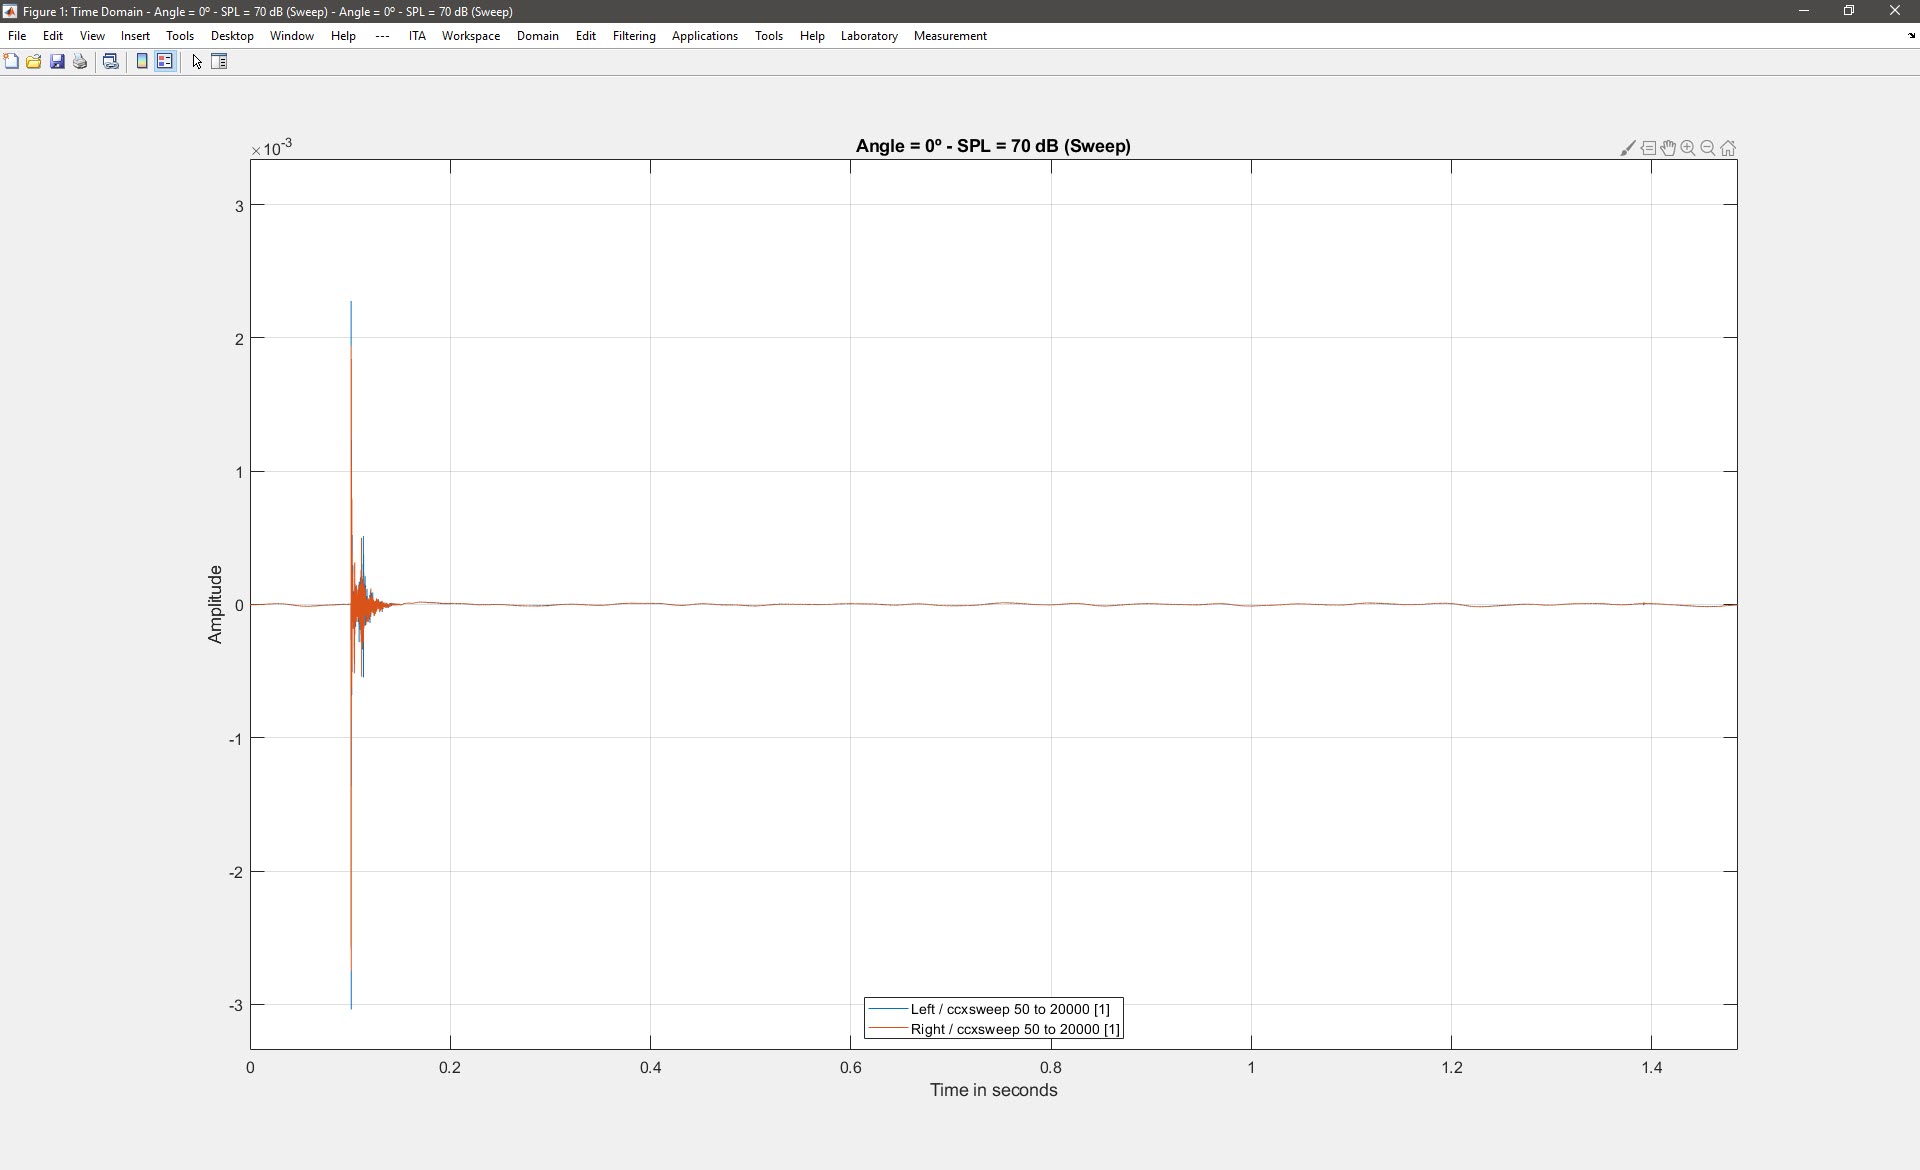 Figure 1: Time Domain - Angle = 0º - SPL = 70 dB (Sweep) - Angle = 0º - SPL = 70 dB (Sweep)
File Edit View Insert Tools Desktop Window Help --- ITA Workspace Domain Edit Filtering Applications Tools Help Laboratory Measurement
×10-3
Angle = 0º - SPL = 70 dB (Sweep)
3
2
1
0
-1
-2
-3
Amplitude
Left / ccxsweep 50 to 20000 [1]
Right / ccxsweep 50 to 20000 [1]
0 0.2 0.4 0.6 0.8 1 1.2 1.4
Time in seconds